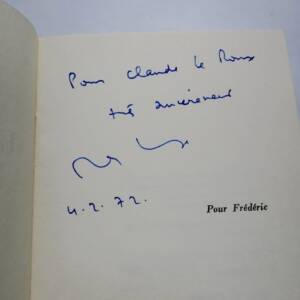 Pour Claude le Roux
très sincèrement
4.2.72.
Pour Frédéric